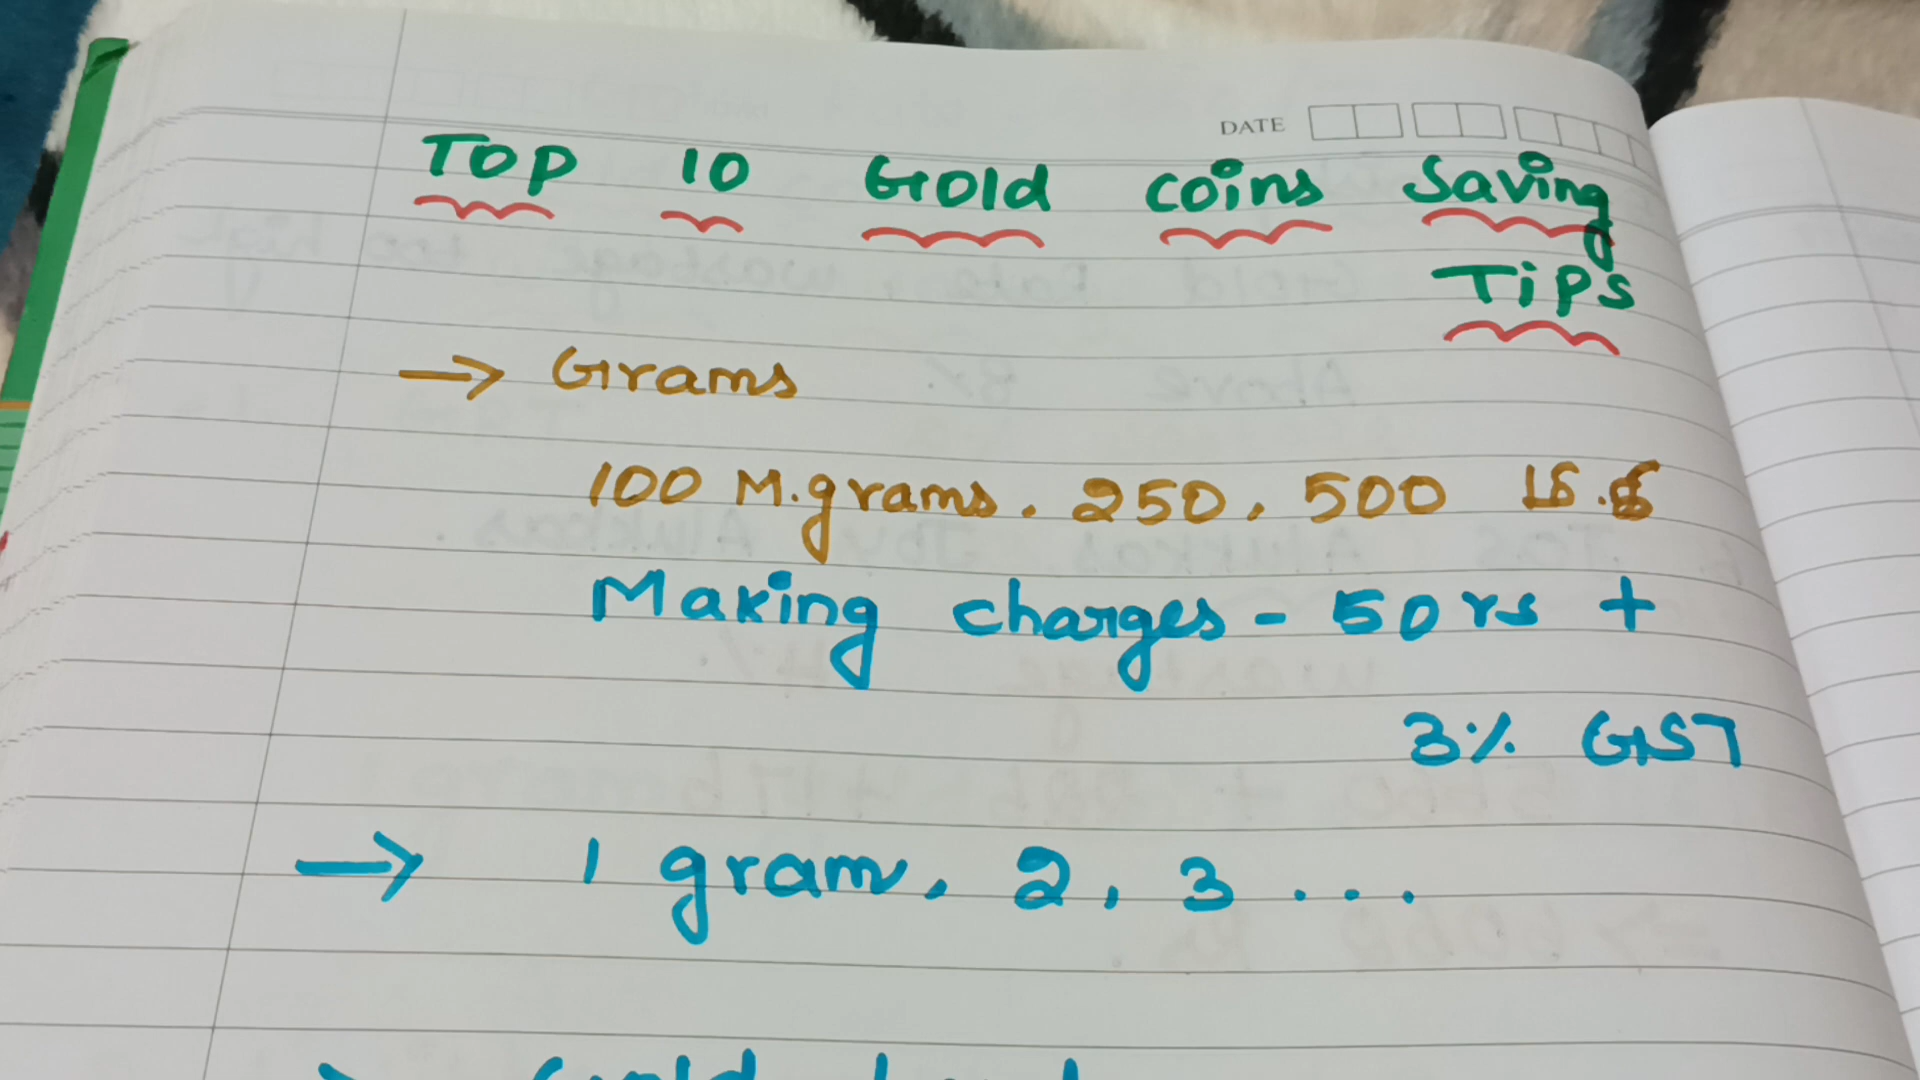 DATE
TOP 10 Gold coins Saving
Tips
→ Grams
100 M.grams. 250, 500 மி.கி
Making charges - 50 rs +
3% GST
→ 1 gram, 2, 3 ...
Gold